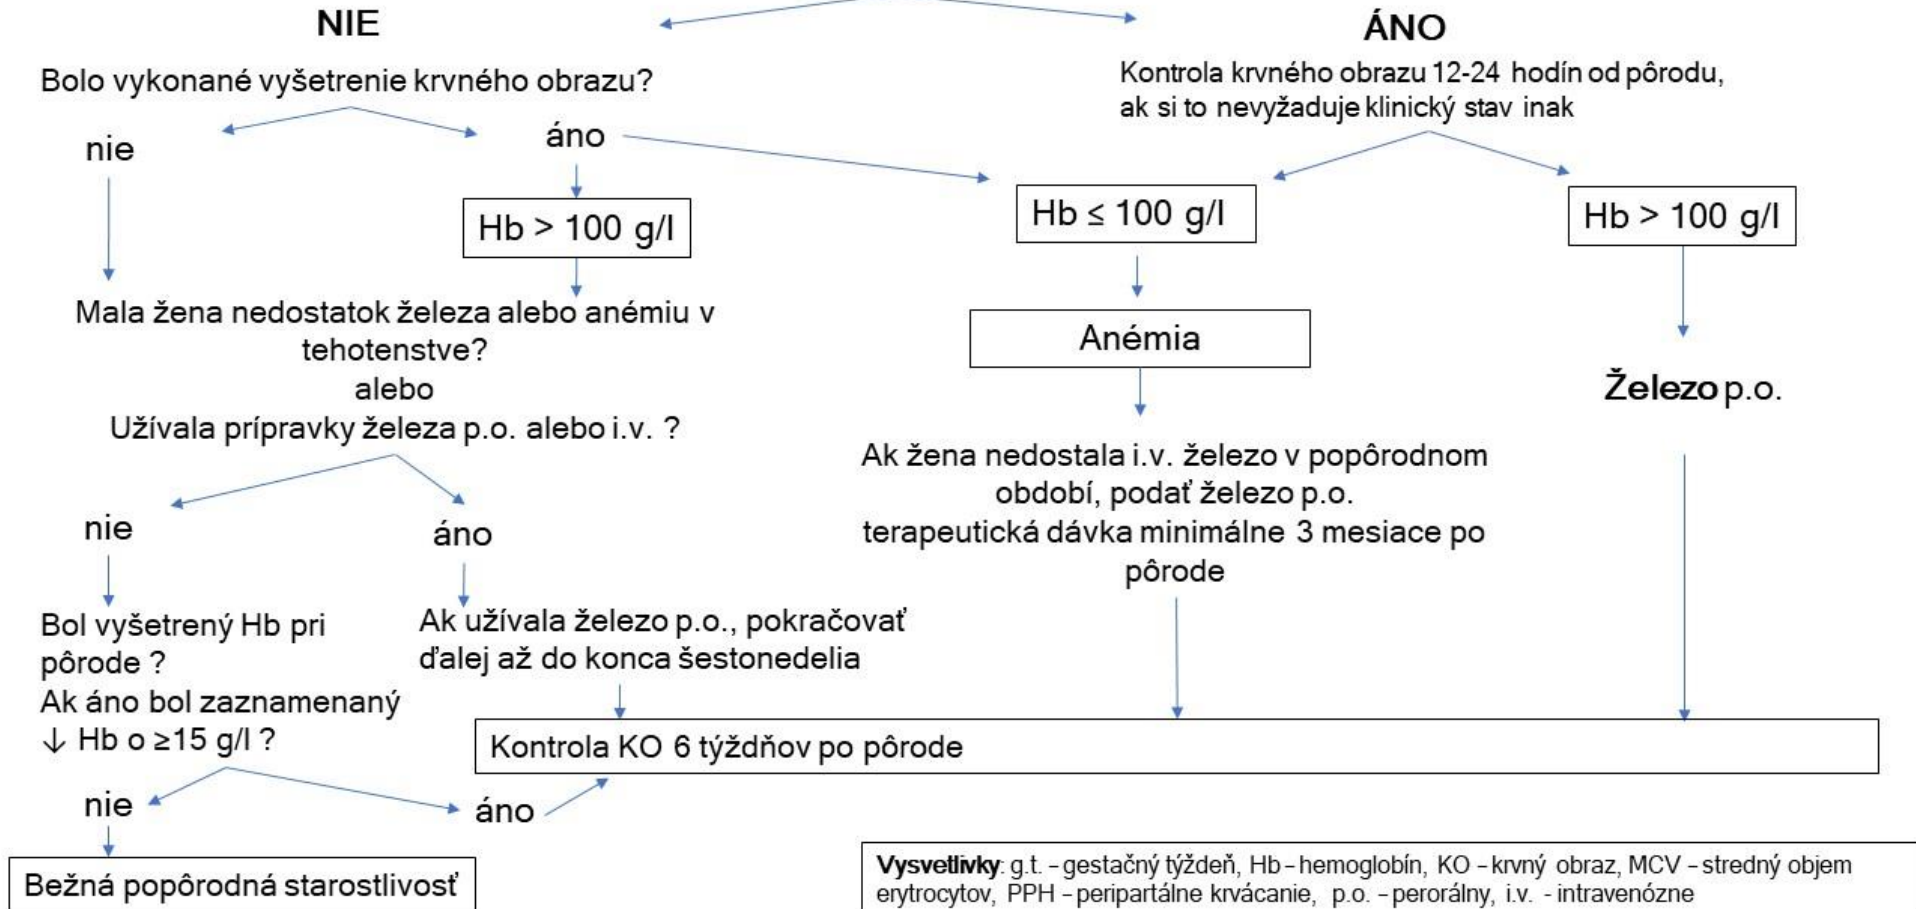 NIE
ÁNO
Bolo vykonané vyšetrenie krvného obrazu?
Kontrola krvného obrazu 12-24 hodín od pôrodu,
ak si to nevyžaduje klinický stav inak
nie
áno
Hb > 100 g/l
Hb ≤ 100 g/l
Hb > 100 g/l
Mala žena nedostatok železa alebo anémiu v
tehotenstve?
alebo
Užívala prípravky železa p.o. alebo i.v. ?
Anémia
Železo p.o.
Ak žena nedostala i.v. železo v popôrodnom
období, podať železo p.o.
terapeutická dávka minimálne 3 mesiace po
pôrode
nie
áno
Bol vyšetrený Hb pri
pôrode ?
Ak áno bol zaznamenaný
↓ Hb o ≥15 g/l ?
Ak užívala železo p.o., pokračovať
ďalej až do konca šestonedelia
Kontrola KO 6 týždňov po pôrode
nie
áno
Bežná popôrodná starostlivosť
Vysvetlivky: g.t. – gestačný týždeň, Hb – hemoglobín, KO – krvný obraz, MCV – stredný objem
erytrocytov, PPH – peripartálne krvácanie, p.o. – perorálny, i.v. - intravenózne